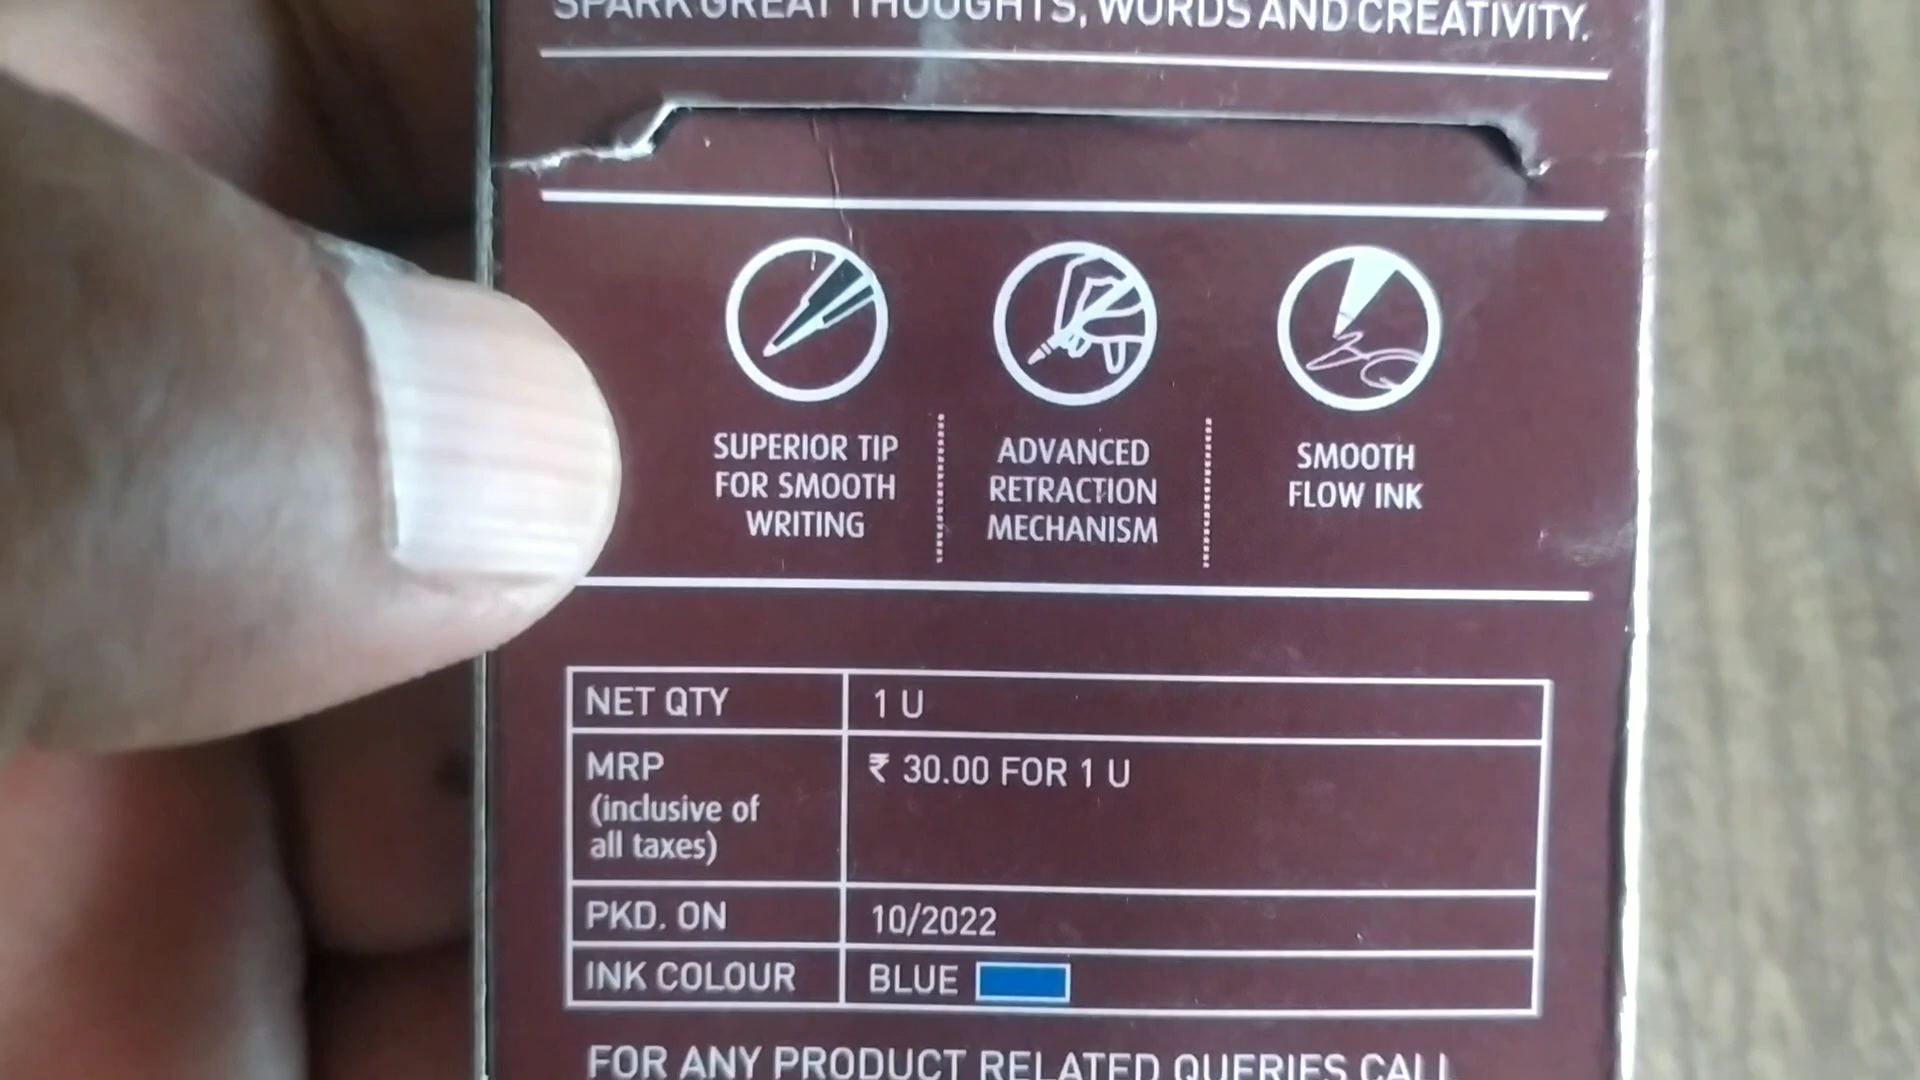 SPARK GREAT THOUGHTS, WORDS AND CREATIVITY.
SUPERIOR TIP
FOR SMOOTH
WRITING
ADVANCED
RETRACTION
MECHANISM
SMOOTH
FLOW INK
NET QTY 1 U
MRP ₹ 30.00 FOR 1 U
(inclusive of
all taxes)
PKD. ON 10/2022
INK COLOUR BLUE
FOR ANY PRODUCT RELATED QUERIES CALL